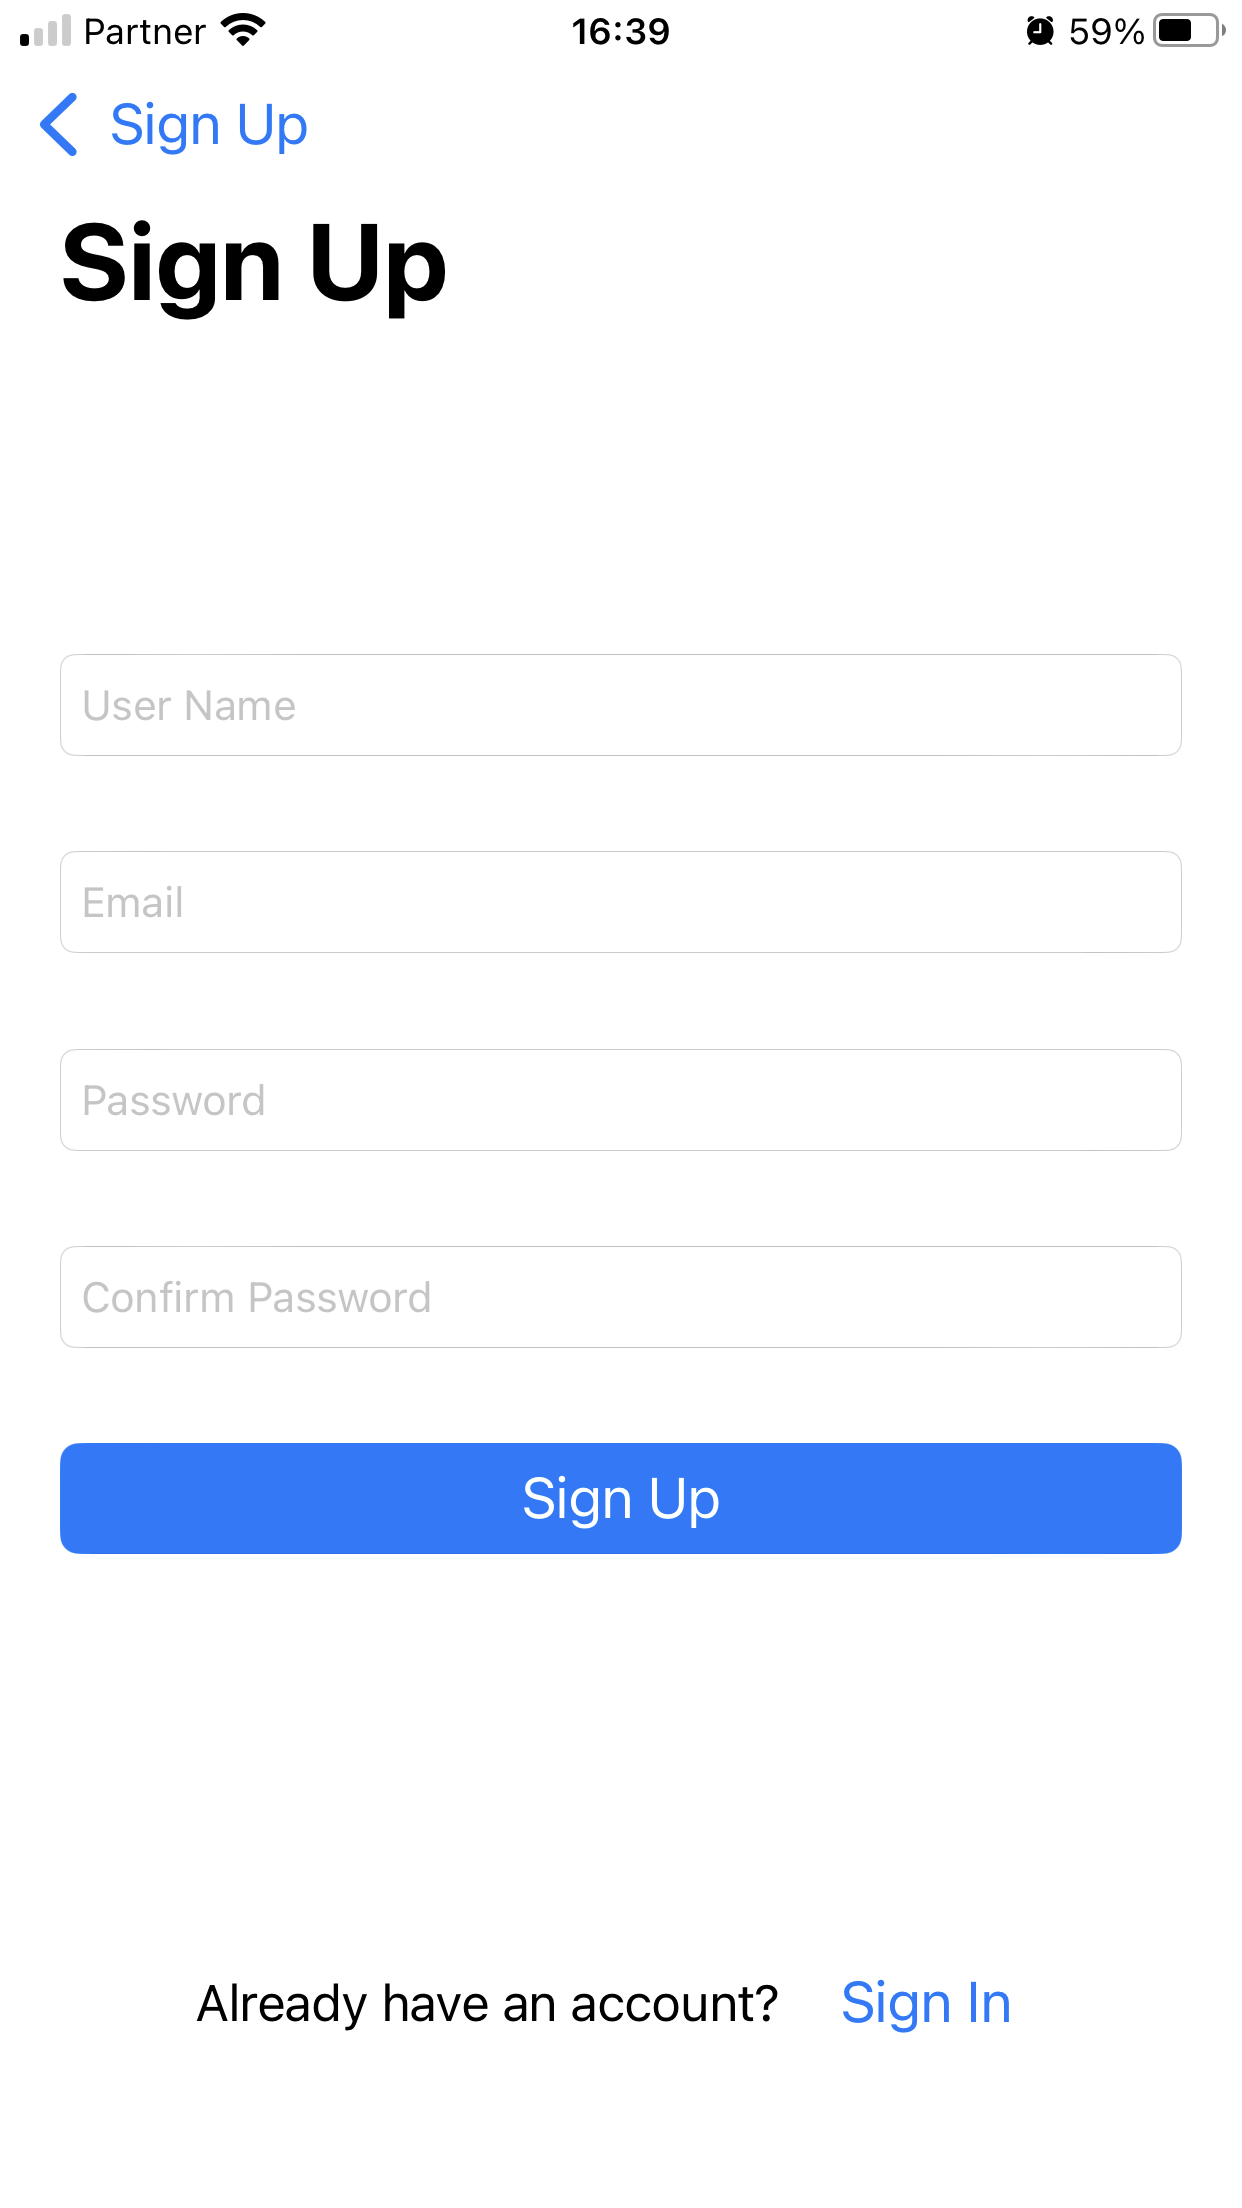 Partner 16:39 59%
Sign Up
Sign Up
User Name
Email
Password
Confirm Password
Sign Up
Already have an account? Sign In